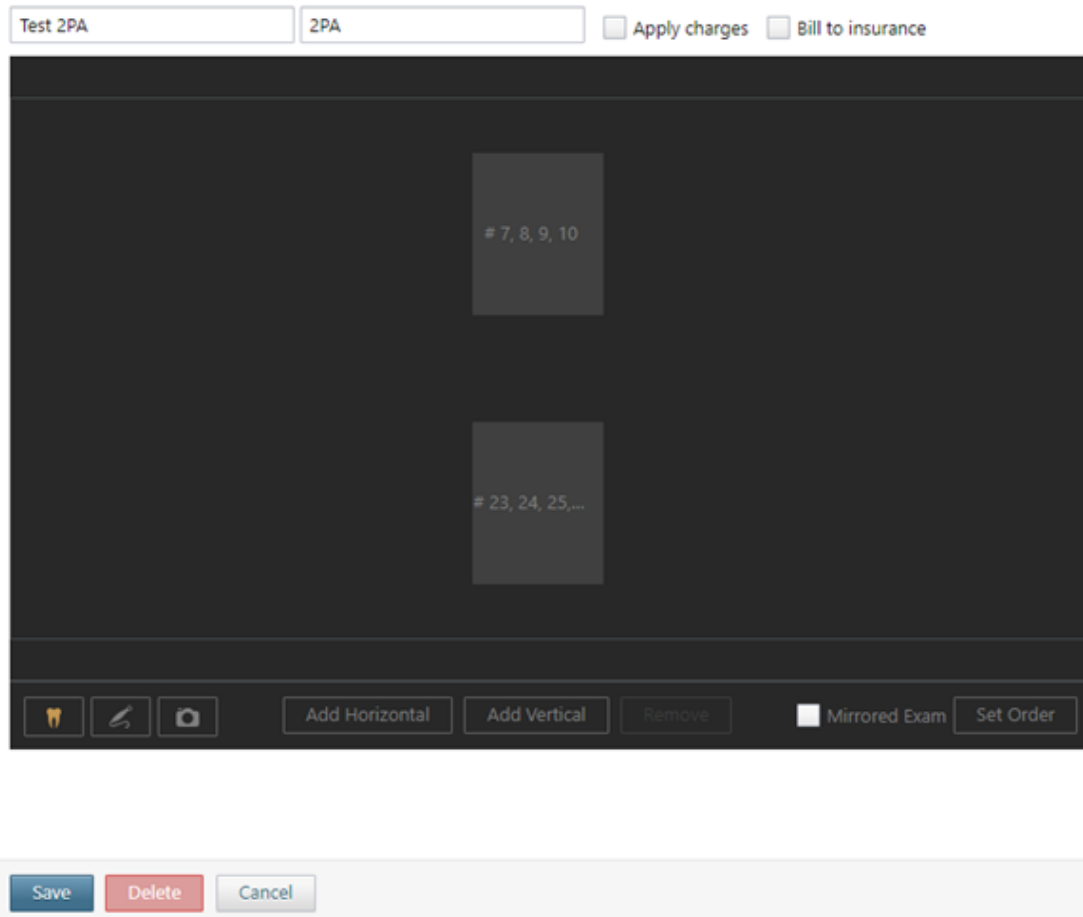 Test 2PA 2PA Apply charges Bill to insurance
# 7, 8, 9, 10
# 23, 24, 25,...
Add Horizontal Add Vertical Remove Mirrored Exam Set Order
Save Delete Cancel